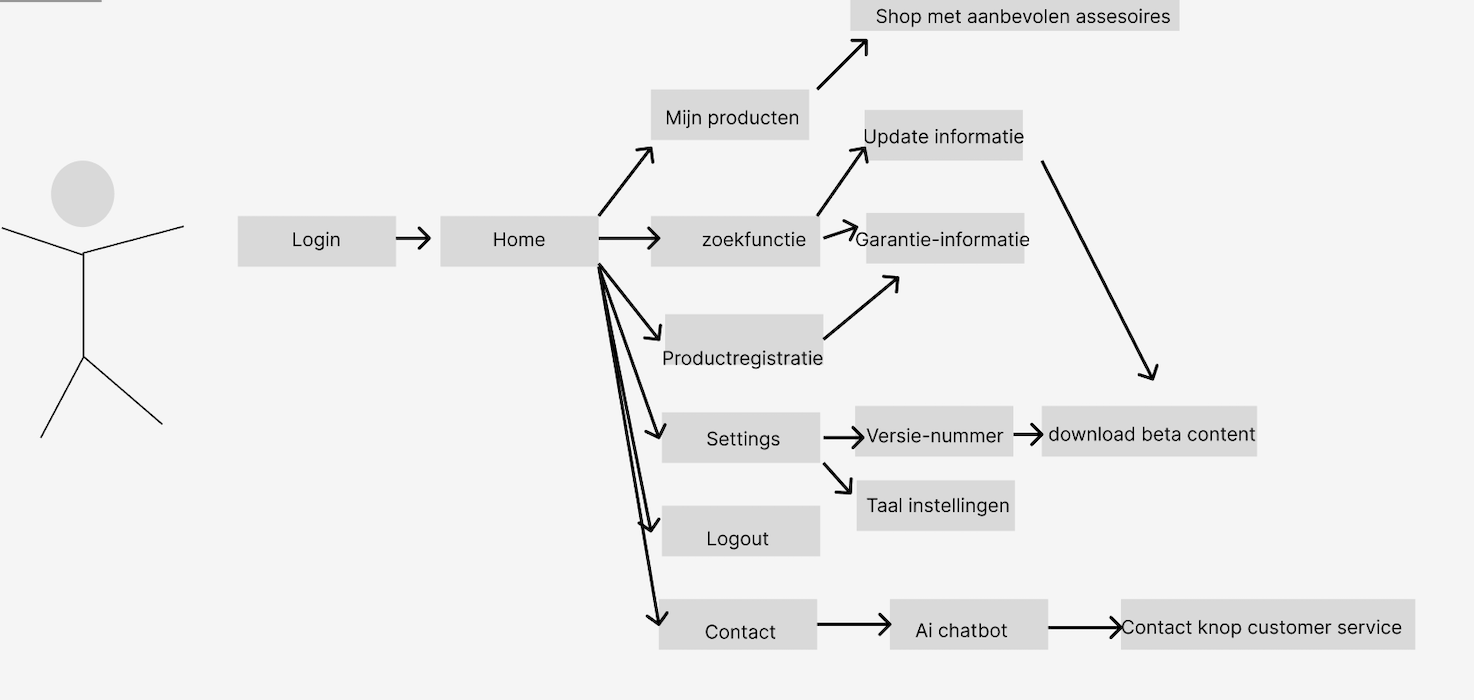 Shop met aanbevolen assesoires
Mijn producten
Update informatie
Login
Home
zoekfunctie
Garantie-informatie
Productregistratie
Settings
Versie-nummer
download beta content
Taal instellingen
Logout
Contact
Ai chatbot
Contact knop customer service